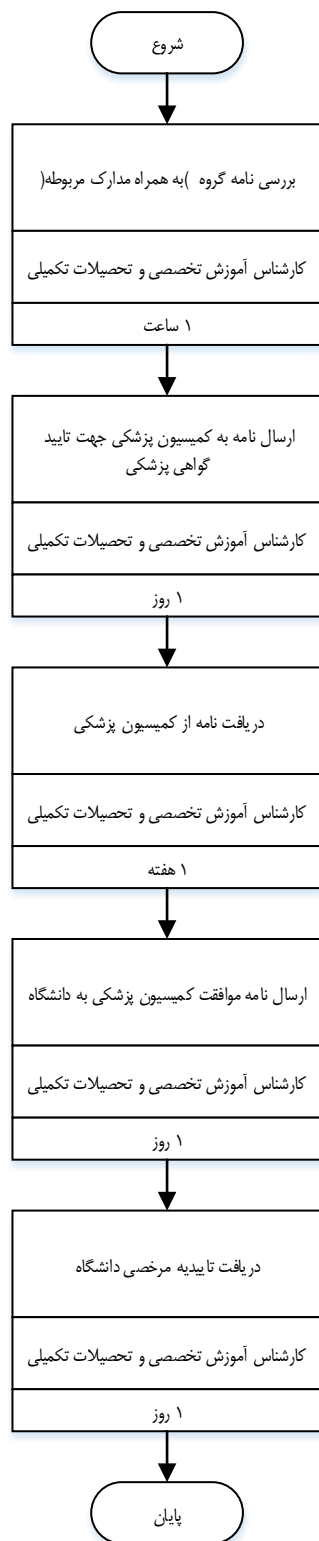 شروع
بررسی نامه گروه )به همراه مدارک مربوطه(
کارشناس آموزش تخصصی و تحصیلات تکمیلی
۱ ساعت
ارسال نامه به کمیسیون پزشکی جهت تایید
گواهی پزشکی
کارشناس آموزش تخصصی و تحصیلات تکمیلی
۱ روز
دریافت نامه از کمیسیون پزشکی
کارشناس آموزش تخصصی و تحصیلات تکمیلی
۱ هفته
ارسال نامه موافقت کمیسیون پزشکی به دانشگاه
کارشناس آموزش تخصصی و تحصیلات تکمیلی
۱ روز
دریافت تاییدیه مرخصی دانشگاه
کارشناس آموزش تخصصی و تحصیلات تکمیلی
۱ روز
پایان